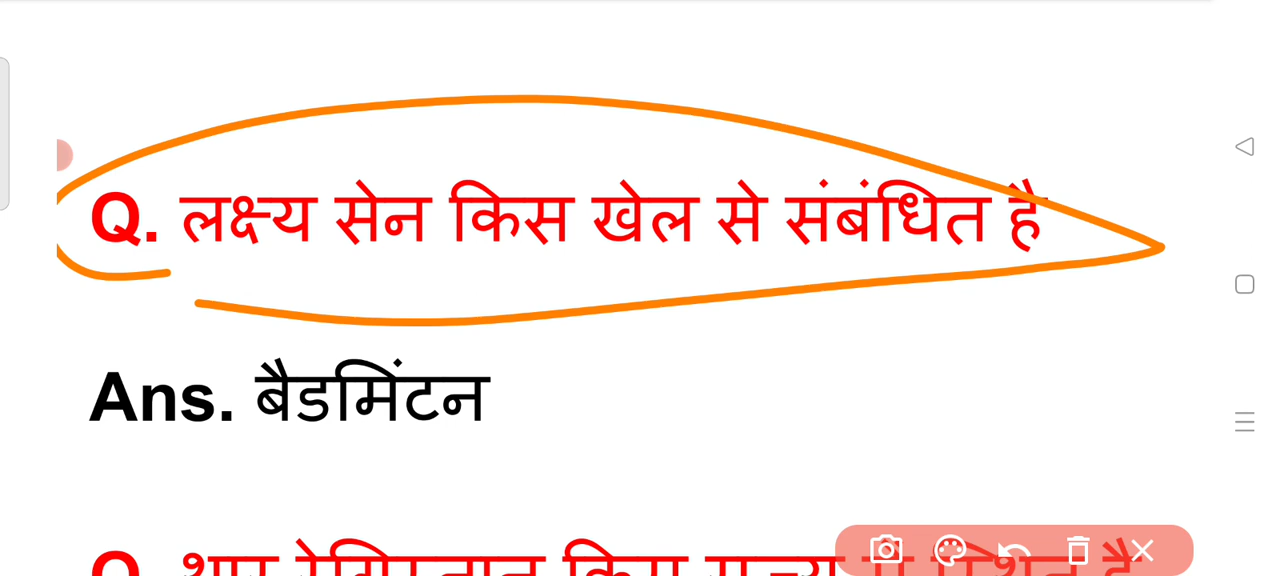 Q. लक्ष्य सेन किस खेल से संबंधित है
Ans. बैडमिंटन
Q. थार रेगिस्तान किस राज्य में